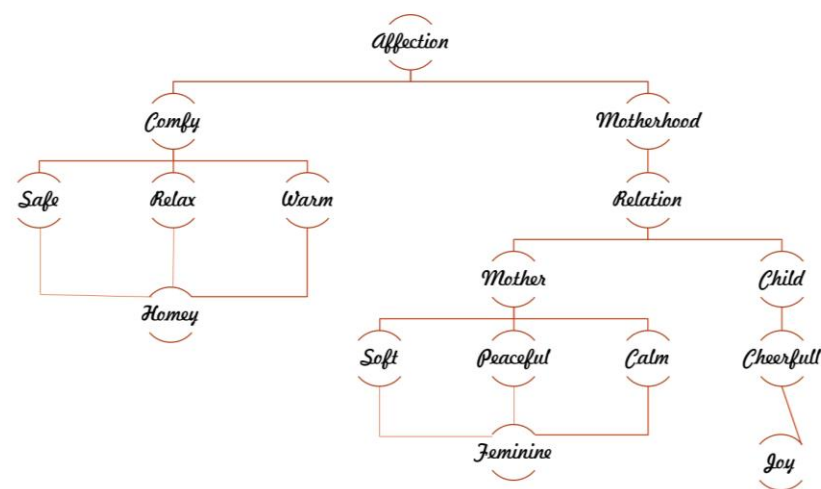 Affection
Comfy
Motherhood
Safe
Relax
Warm
Relation
Mother
Child
Homey
Soft
Peaceful
Calm
Cheerfull
Feminine
Joy